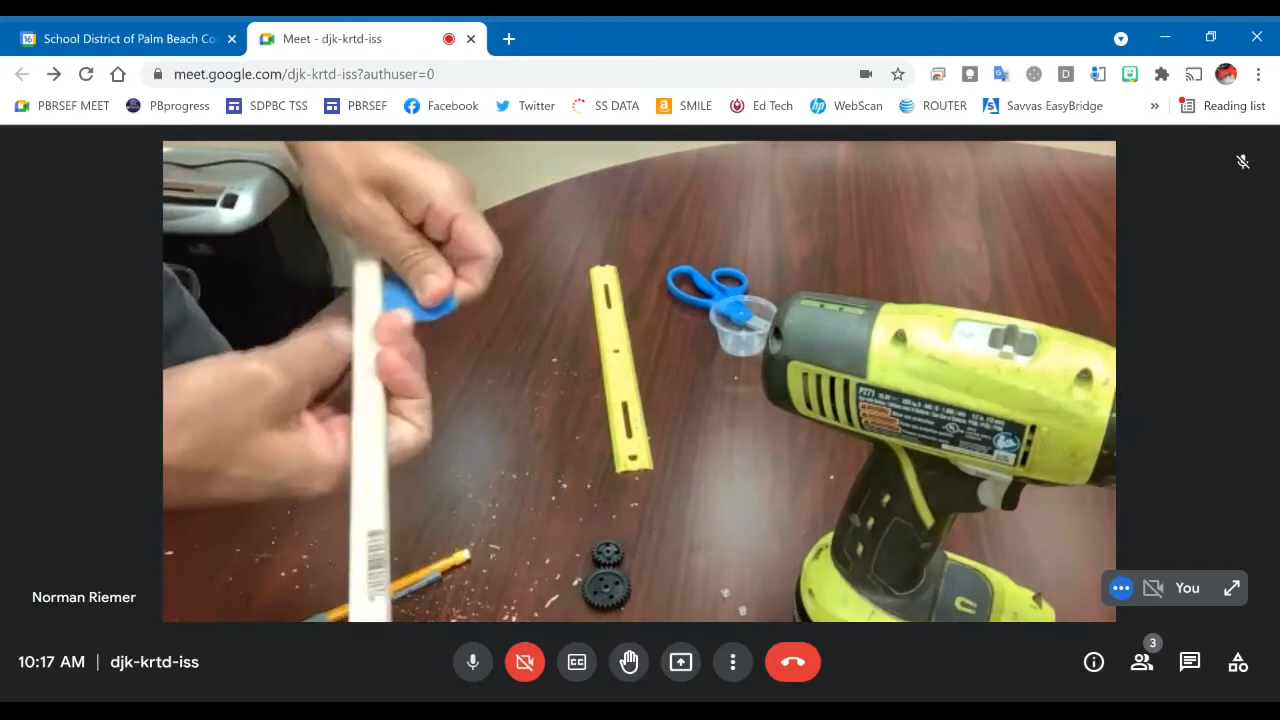 School District of Palm Beach Co
Meet - djk-krtd-iss
meet.google.com/djk-krtd-iss?authuser=0
PBRSEF MEET
PBprogress
SDPBC TSS
PBRSEF
Facebook
Twitter
SS DATA
SMILE
Ed Tech
WebScan
ROUTER
Savvas EasyBridge
»
Reading list
P271
Norman Riemer
You
10:17 AM | djk-krtd-iss
3